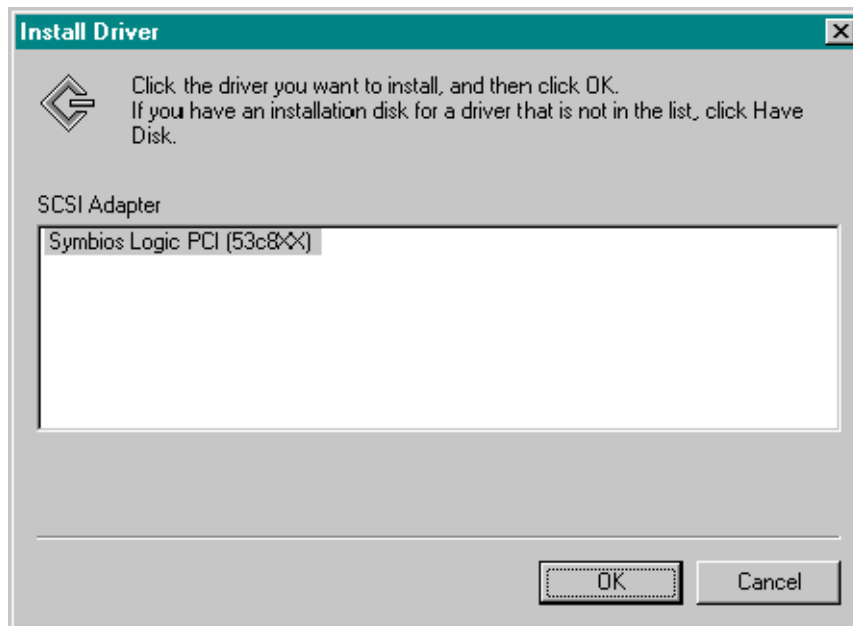 Install Driver
Click the driver you want to install, and then click OK.
If you have an installation disk for a driver that is not in the list, click Have
Disk.
SCSI Adapter
Symbios Logic PCI (53c8XX)
OK
Cancel